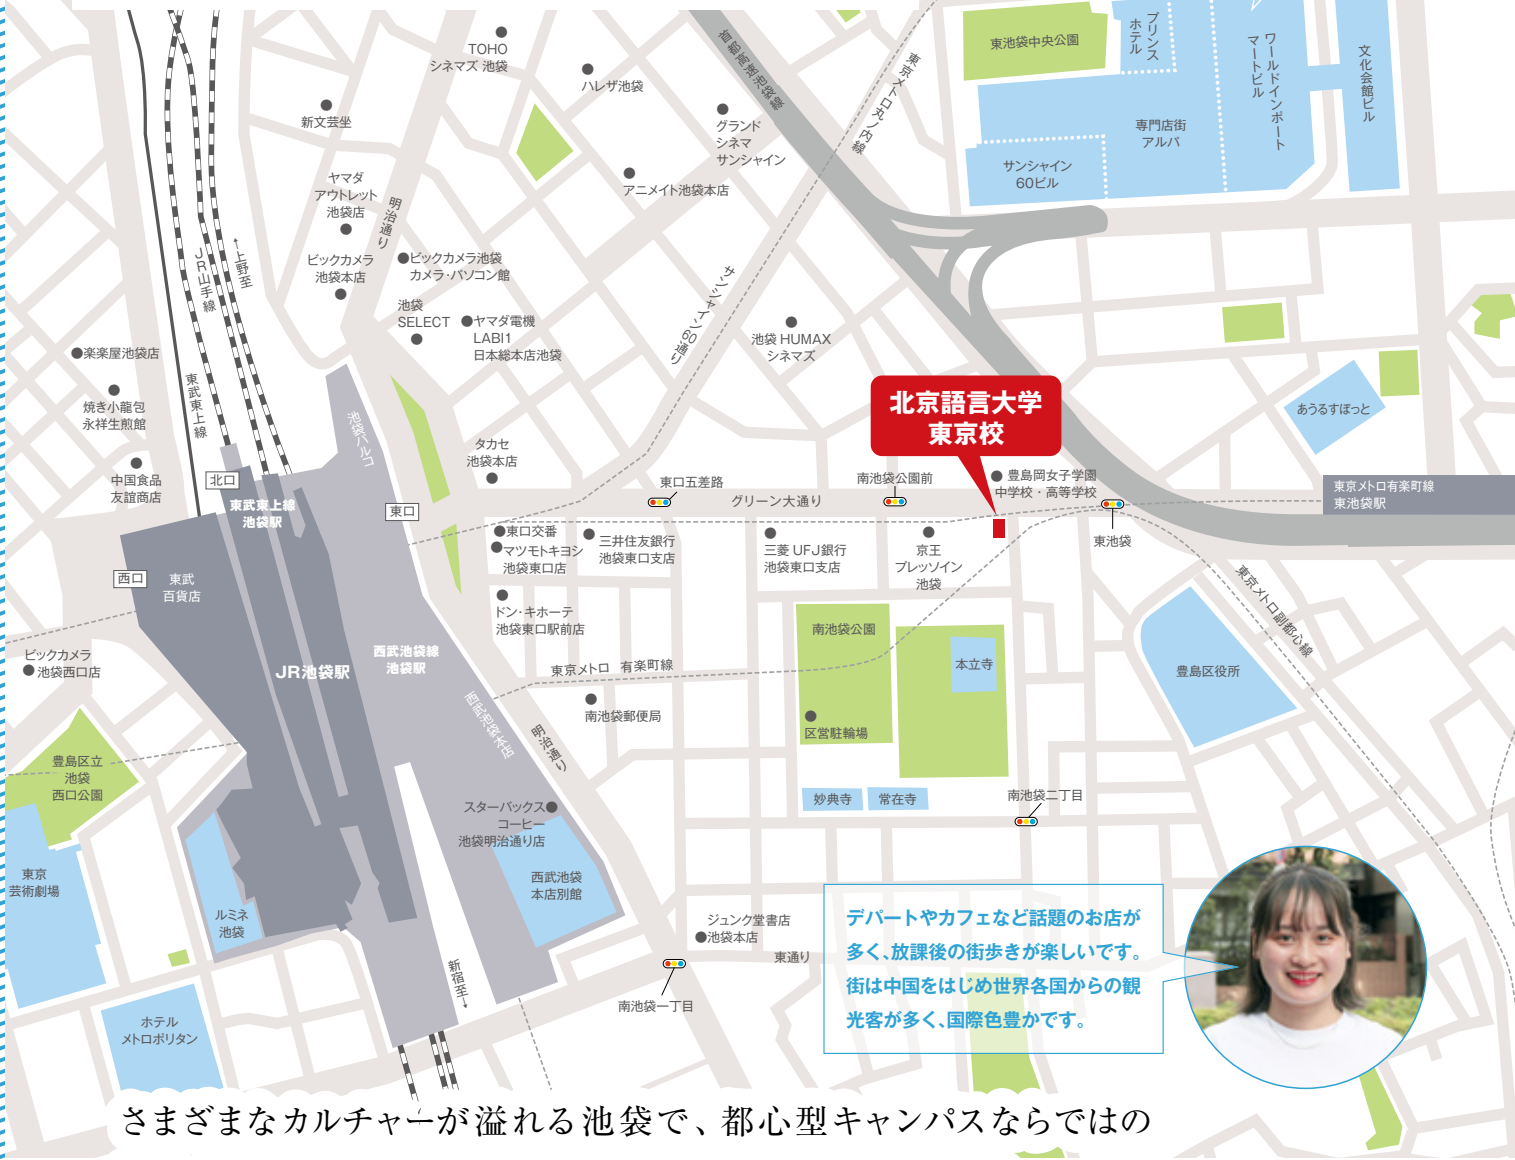 TOHO
シネマズ 池袋
ハレザ池袋
新文芸坐
グランド
シネマ
サンシャイン
アニメイト池袋本店
首都高速池袋線
東京メトロ丸ノ内線
東池袋中央公園
プリンス
ホテル
ワールドインポート
マートビル
文化会館ビル
専門店街
アルパ
サンシャイン
60ビル
ヤマダ
アウトレット
池袋店
明治通り
ビックカメラ
池袋本店
ビックカメラ池袋
カメラ・パソコン館
池袋
SELECT
ヤマダ電機
LABI1
日本総本店池袋
←上野至
JR山手線
東武東上線
サンシャイン60通り
池袋 HUMAX
シネマズ
楽楽屋池袋店
焼き小龍包
永祥生煎館
中国食品
友誼商店
池袋パルコ
タカセ
池袋本店
北京語言大学
東京校
あうるすぽっと
北口
東武東上線
池袋駅
東口
東口五差路
グリーン大通り
南池袋公園前
豊島岡女子学園
中学校・高等学校
東京メトロ有楽町線
東池袋駅
東池袋
東口交番
マツモトキヨシ
池袋東口店
三井住友銀行
池袋東口支店
三菱 UFJ銀行
池袋東口支店
京王
プレッソイン
池袋
西口
東武
百貨店
ドン・キホーテ
池袋東口駅前店
東京メトロ副都心線
南池袋公園
本立寺
豊島区役所
ビックカメラ
池袋西口店
JR池袋駅
西武池袋線
池袋駅
東京メトロ 有楽町線
西武池袋本店
南池袋郵便局
明治通り
区営駐輪場
豊島区立
池袋
西口公園
妙典寺
常在寺
南池袋二丁目
スターバックス
コーヒー
池袋明治通り店
東京
芸術劇場
西武池袋
本店別館
ルミネ
池袋
ジュンク堂書店
池袋本店
東通り
新宿至→
南池袋一丁目
ホテル
メトロポリタン
デパートやカフェなど話題のお店が
多く、放課後の街歩きが楽しいです。
街は中国をはじめ世界各国からの観
光客が多く、国際色豊かです。
さまざまなカルチャーが溢れる池袋で、都心型キャンパスならではの